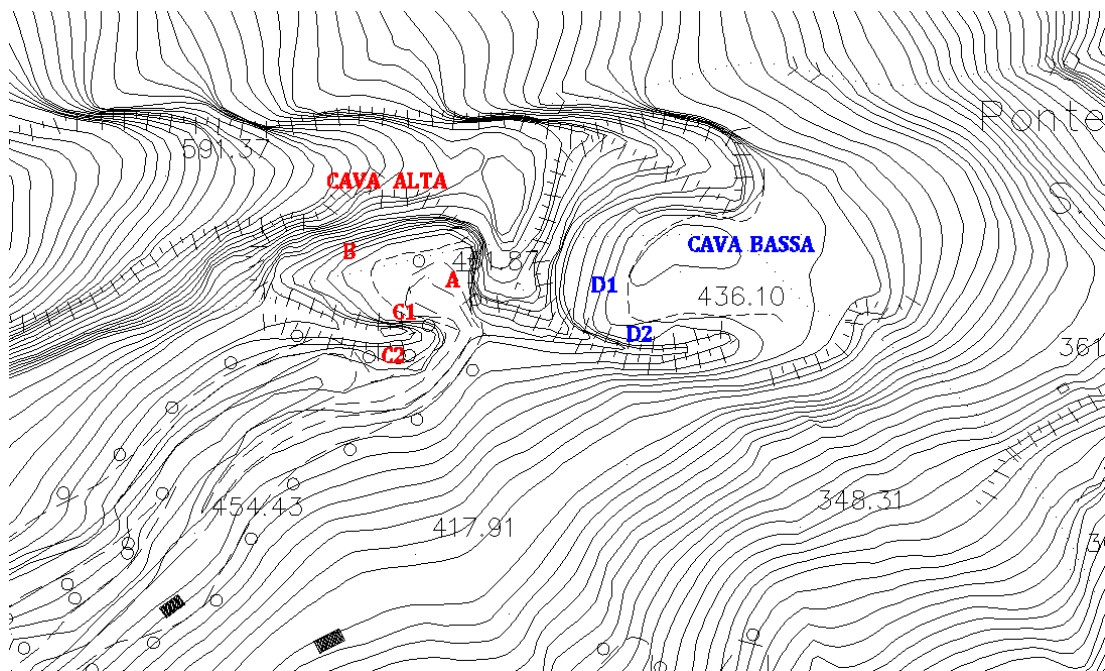 Ponte
591.37
CAVA ALTA
S.
CAVA BASSA
B
A
D1
436.10
C1
D2
361
C2
9
454.43
348.31
417.91